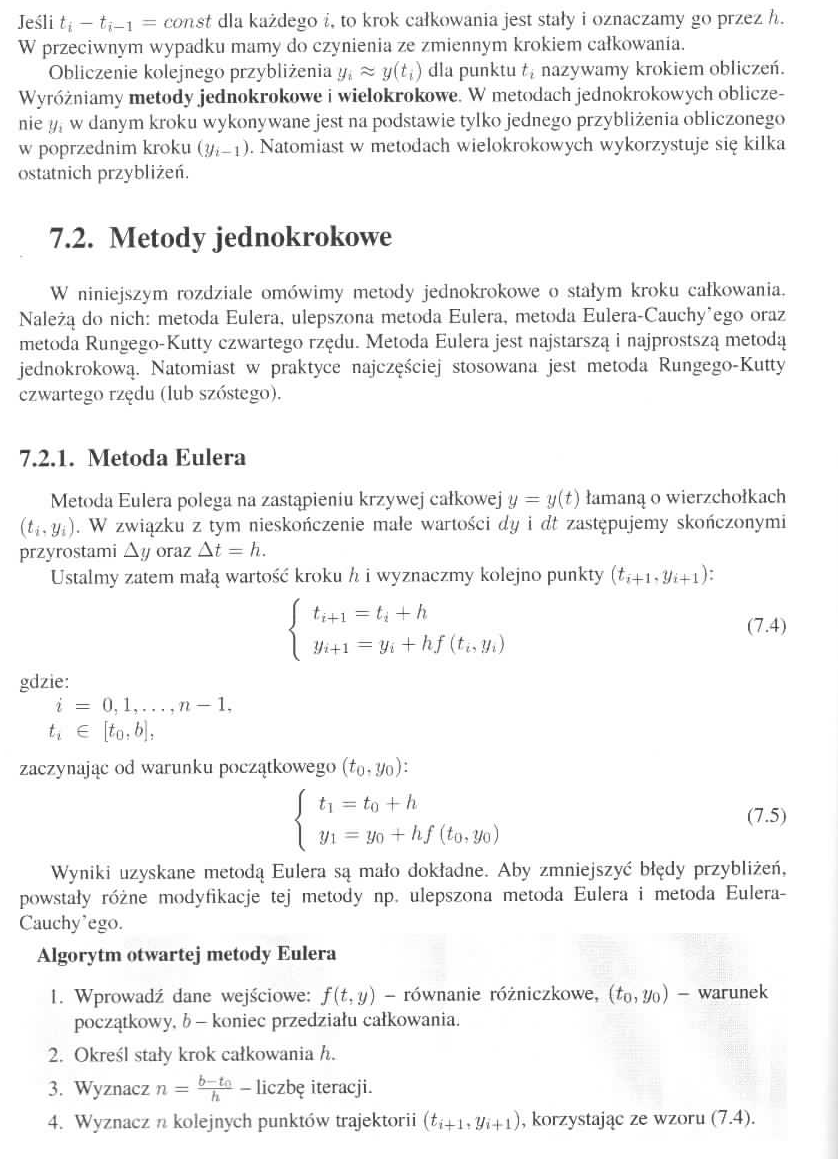 Jeśli t_i − t_{i−1} = const dla każdego i, to krok całkowania jest stały i oznaczamy go przez h.
W przeciwnym wypadku mamy do czynienia ze zmiennym krokiem całkowania.
Obliczenie kolejnego przybliżenia y_i ≈ y(t_i) dla punktu t_i nazywamy krokiem obliczeń.
Wyróżniamy metody jednokrokowe i wielokrokowe. W metodach jednokrokowych oblicze-
nie y_i w danym kroku wykonywane jest na podstawie tylko jednego przybliżenia obliczonego
w poprzednim kroku (y_{i−1}). Natomiast w metodach wielokrokowych wykorzystuje się kilka
ostatnich przybliżeń.
7.2. Metody jednokrokowe
W niniejszym rozdziale omówimy metody jednokrokowe o stałym kroku całkowania.
Należą do nich: metoda Eulera, ulepszona metoda Eulera, metoda Eulera-Cauchy'ego oraz
metoda Rungego-Kutty czwartego rzędu. Metoda Eulera jest najstarszą i najprostszą metodą
jednokrokową. Natomiast w praktyce najczęściej stosowana jest metoda Rungego-Kutty
czwartego rzędu (lub szóstego).
7.2.1. Metoda Eulera
Metoda Eulera polega na zastąpieniu krzywej całkowej y = y(t) łamaną o wierzchołkach
(t_i, y_i). W związku z tym nieskończenie małe wartości dy i dt zastępujemy skończonymi
przyrostami Δy oraz Δt = h.
Ustalmy zatem małą wartość kroku h i wyznaczmy kolejno punkty (t_{i+1}, y_{i+1}):
{ t_{i+1} = t_i + h
y_{i+1} = y_i + hf (t_i, y_i) (7.4)
gdzie:
i = 0, 1, . . . , n − 1,
t_i ∈ [t_0, b],
zaczynając od warunku początkowego (t_0, y_0):
{ t_1 = t_0 + h
y_1 = y_0 + hf (t_0, y_0) (7.5)
Wyniki uzyskane metodą Eulera są mało dokładne. Aby zmniejszyć błędy przybliżeń,
powstały różne modyfikacje tej metody np. ulepszona metoda Eulera i metoda Eulera-
Cauchy'ego.
Algorytm otwartej metody Eulera
1. Wprowadź dane wejściowe: f(t, y) – równanie różniczkowe, (t_0, y_0) – warunek
początkowy, b – koniec przedziału całkowania.
2. Określ stały krok całkowania h.
3. Wyznacz n = (b−t_0)/h – liczbę iteracji.
4. Wyznacz n kolejnych punktów trajektorii (t_{i+1}, y_{i+1}), korzystając ze wzoru (7.4).